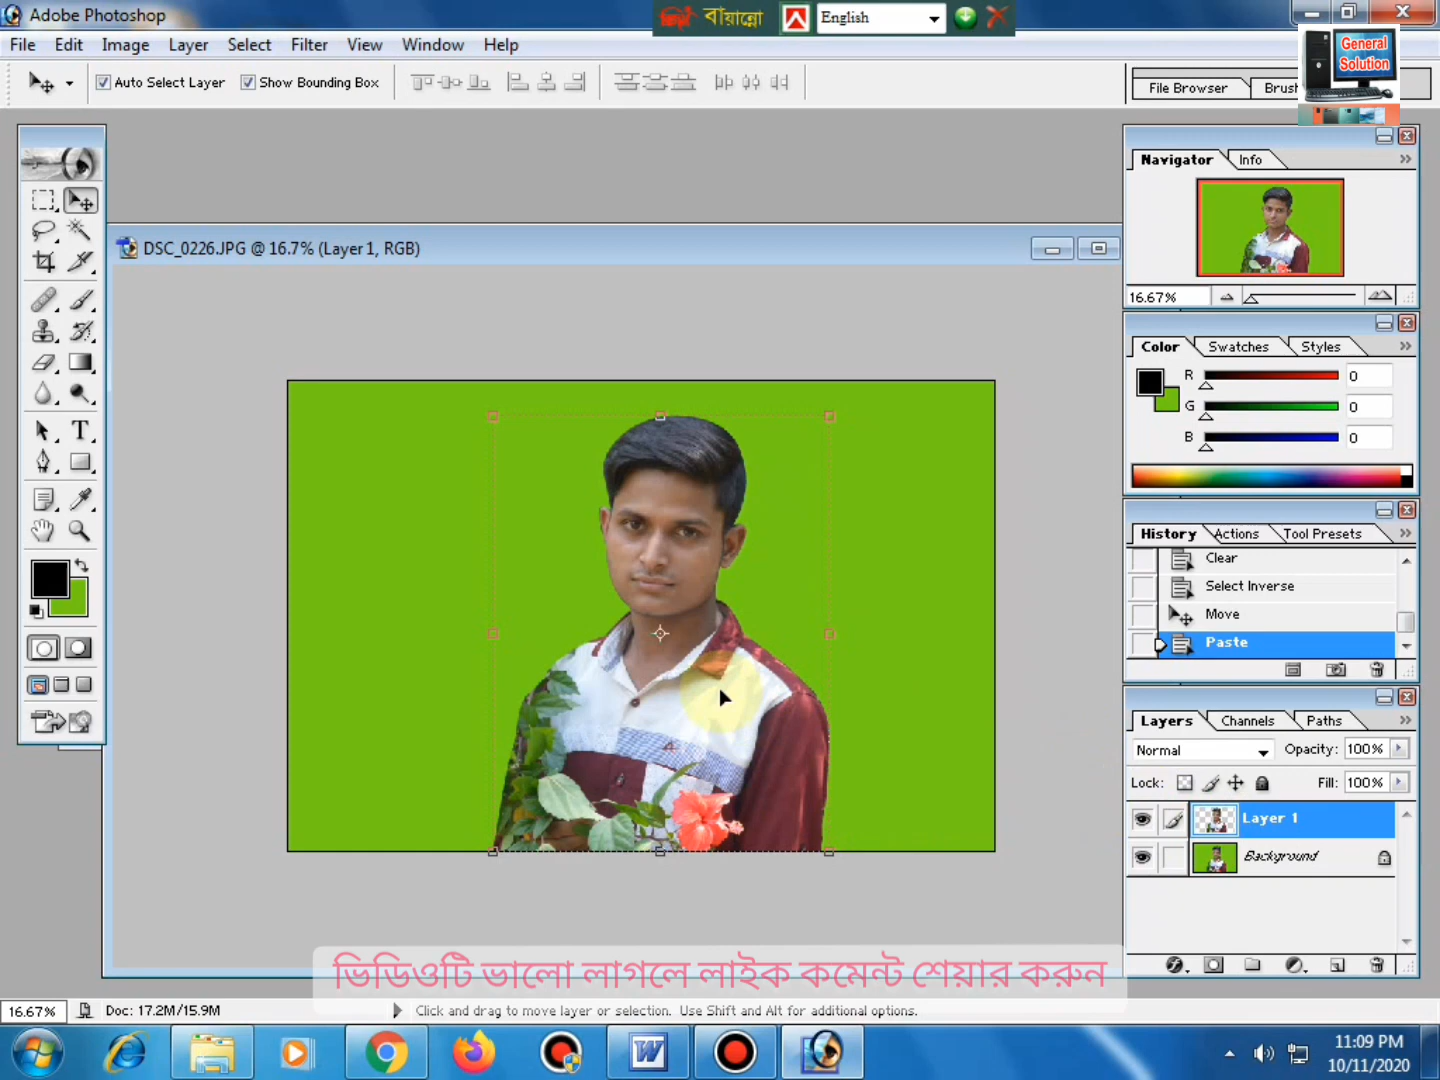 Adobe Photoshop
বায়ান্নো
English
File Edit Image Layer Select Filter View Window Help
General
Solution
Auto Select Layer Show Bounding Box
File Browser Brush
Navigator Info
DSC_0226.JPG @ 16.7% (Layer 1, RGB)
16.67%
Color Swatches Styles
R 0
G 0
B 0
History Actions Tool Presets
Clear
Select Inverse
Move
Paste
Layers Channels Paths
Normal Opacity: 100%
Lock: Fill: 100%
Layer 1
Background
ভিডিওটি ভালো লাগলে লাইক কমেন্ট শেয়ার করুন
16.67% Doc: 17.2M/15.9M Click and drag to move layer or selection. Use Shift and Alt for additional options.
11:09 PM
10/11/2020